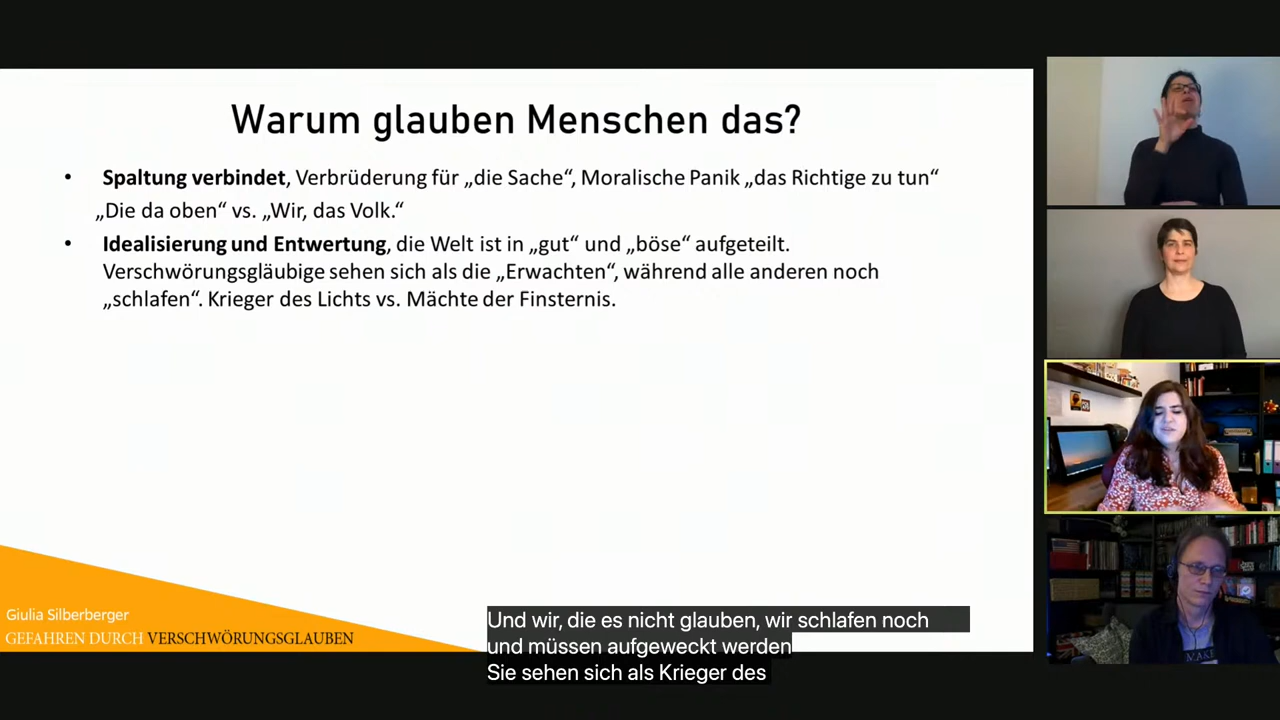 Warum glauben Menschen das?
• Spaltung verbindet, Verbrüderung für „die Sache“, Moralische Panik „das Richtige zu tun“
„Die da oben“ vs. „Wir, das Volk.“
• Idealisierung und Entwertung, die Welt ist in „gut“ und „böse“ aufgeteilt.
Verschwörungsgläubige sehen sich als die „Erwachten“, während alle anderen noch
„schlafen“. Krieger des Lichts vs. Mächte der Finsternis.
Giulia Silberberger
GEFAHREN DURCH VERSCHWÖRUNGSGLAUBEN
Und wir, die es nicht glauben, wir schlafen noch
und müssen aufgeweckt werden
Sie sehen sich als Krieger des
MAKE